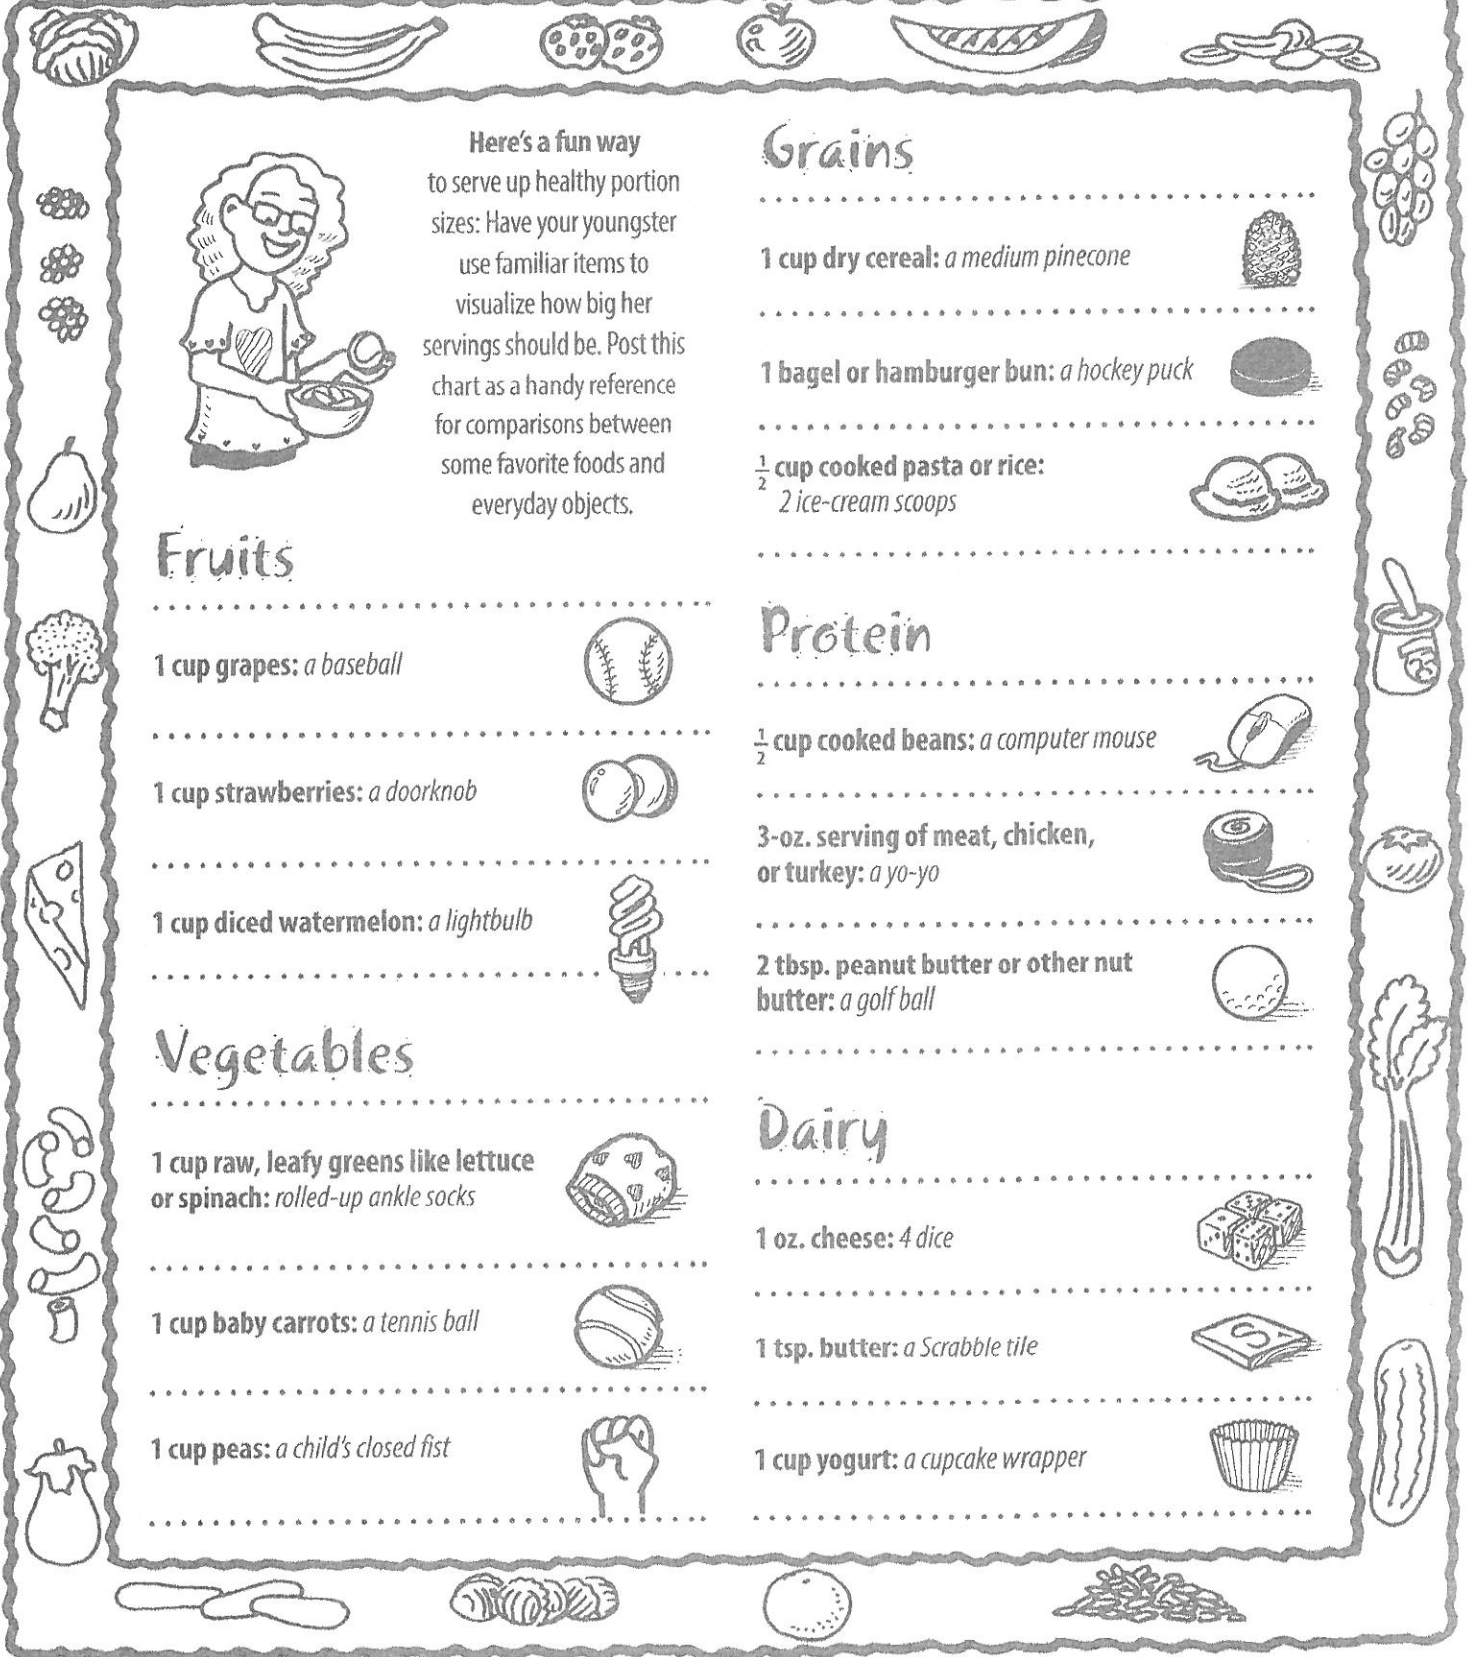 Here's a fun way
to serve up healthy portion
sizes: Have your youngster
use familiar items to
visualize how big her
servings should be. Post this
chart as a handy reference
for comparisons between
some favorite foods and
everyday objects.
Fruits
1 cup grapes: a baseball
1 cup strawberries: a doorknob
1 cup diced watermelon: a lightbulb
Vegetables
1 cup raw, leafy greens like lettuce
or spinach: rolled-up ankle socks
1 cup baby carrots: a tennis ball
1 cup peas: a child's closed fist
Grains
1 cup dry cereal: a medium pinecone
1 bagel or hamburger bun: a hockey puck
1/2 cup cooked pasta or rice:
2 ice-cream scoops
Protein
1/2 cup cooked beans: a computer mouse
3-oz. serving of meat, chicken,
or turkey: a yo-yo
2 tbsp. peanut butter or other nut
butter: a golf ball
Dairy
1 oz. cheese: 4 dice
1 tsp. butter: a Scrabble tile
S
1 cup yogurt: a cupcake wrapper